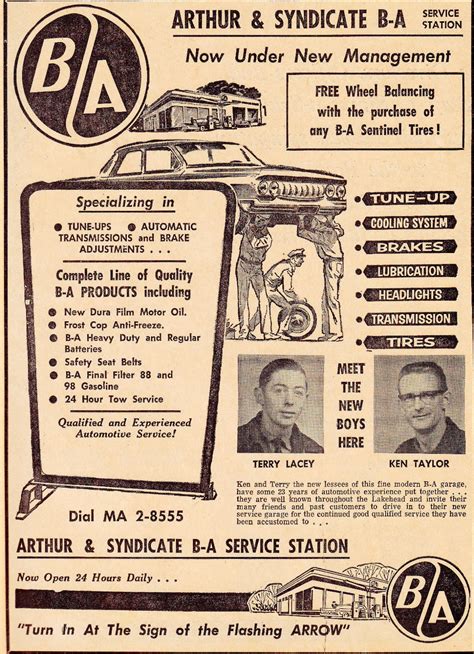 B/A
ARTHUR & SYNDICATE B-A SERVICE STATION
Now Under New Management
FREE Wheel Balancing
with the purchase of
any B-A Sentinel Tires!
Specializing in
● TUNE-UPS ● AUTOMATIC
TRANSMISSIONS and BRAKE
ADJUSTMENTS . . .
Complete Line of Quality
B-A PRODUCTS including
● New Dura Film Motor Oil.
● Frost Cop Anti-Freeze.
● B-A Heavy Duty and Regular
Batteries
● Safety Seat Belts
● B-A Final Filter 88 and
98 Gasoline
● 24 Hour Tow Service
Qualified and Experienced
Automotive Service!
● TUNE-UP
● COOLING SYSTEM
● BRAKES
● LUBRICATION
● HEADLIGHTS
● TRANSMISSION
● TIRES
MEET
THE
NEW
BOYS
HERE
TERRY LACEY
KEN TAYLOR
Ken and Terry the new lessees of this fine modern B-A garage,
have some 23 years of automotive experience put together . . .
they are well known throughout the Lakehead and invite their
many friends and past customers to drive in to their new
service garage for the continued good qualified service they have
been accustomed to . . .
Dial MA 2-8555
ARTHUR & SYNDICATE B-A SERVICE STATION
Now Open 24 Hours Daily . . .
"Turn In At The Sign of the Flashing ARROW"
B/A